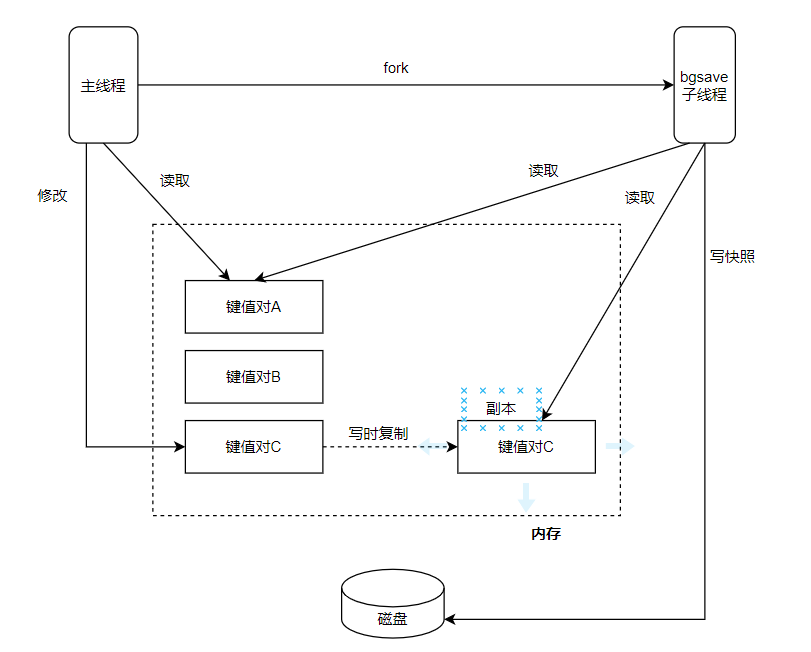 fork
主线程
bgsave
子线程
修改
读取
读取
读取
写快照
键值对A
键值对B
副本
写时复制
键值对C
键值对C
内存
磁盘